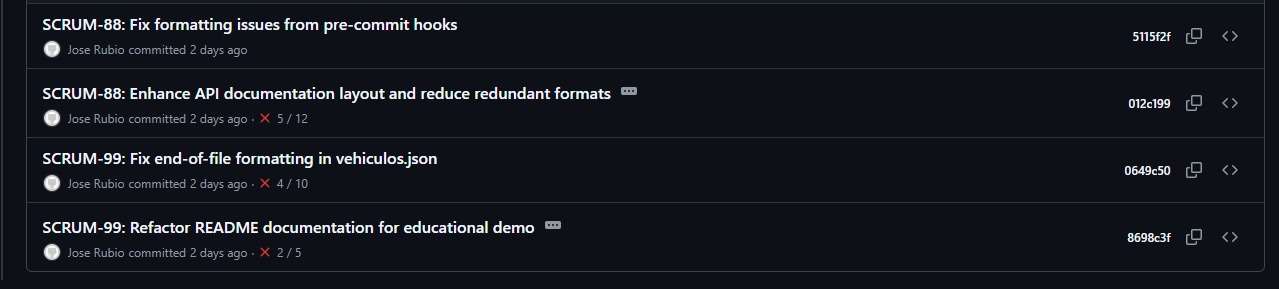 SCRUM-88: Fix formatting issues from pre-commit hooks
Jose Rubio committed 2 days ago
5115f2f
SCRUM-88: Enhance API documentation layout and reduce redundant formats
Jose Rubio committed 2 days ago · 5 / 12
012c199
SCRUM-99: Fix end-of-file formatting in vehiculos.json
Jose Rubio committed 2 days ago · 4 / 10
0649c50
SCRUM-99: Refactor README documentation for educational demo
Jose Rubio committed 2 days ago · 2 / 5
8698c3f